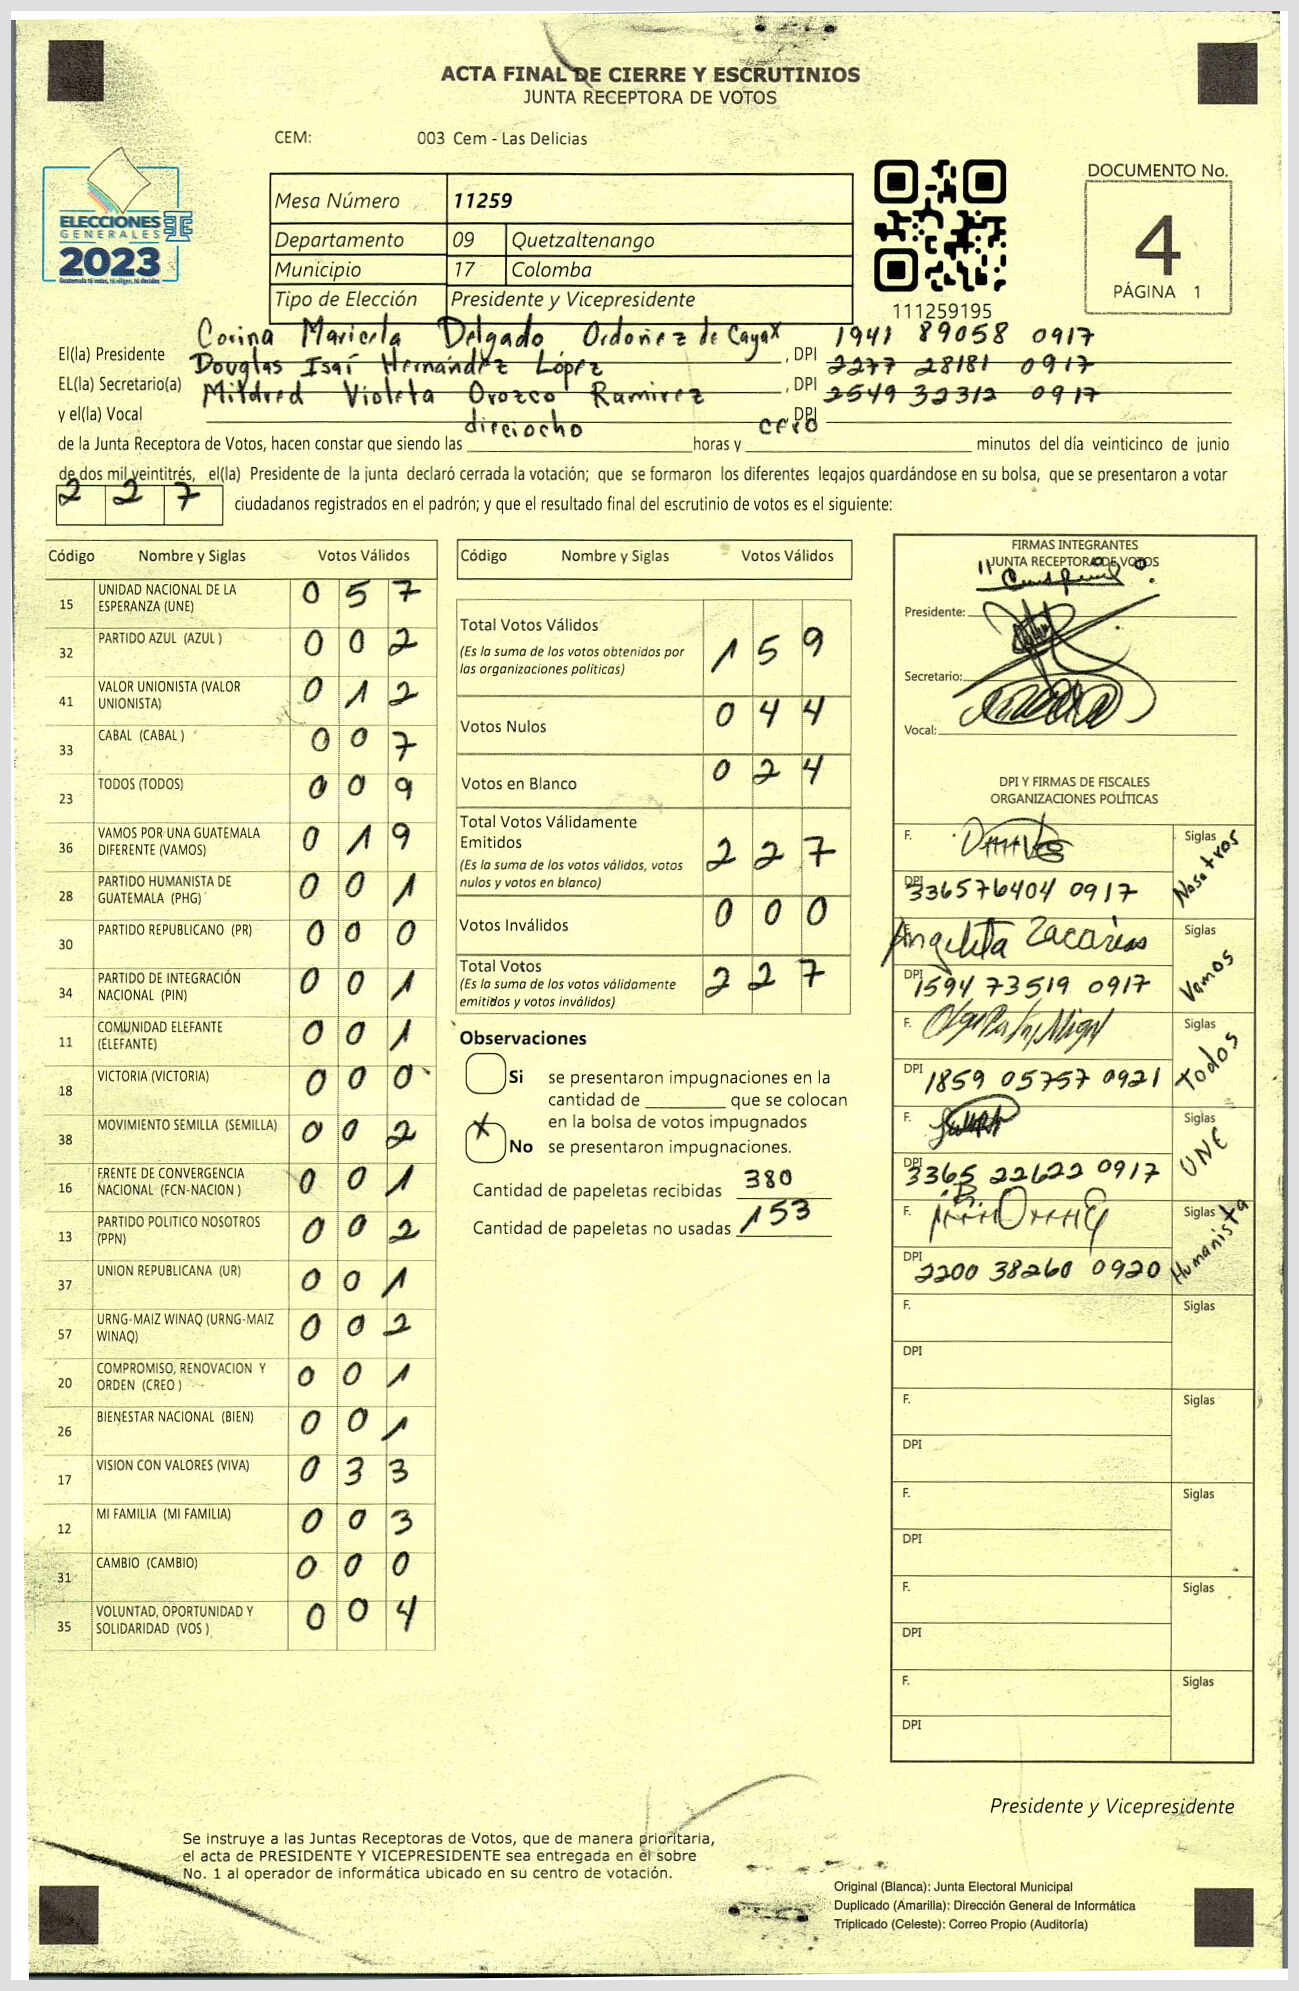 ACTA FINAL DE CIERRE Y ESCRUTINIOS
JUNTA RECEPTORA DE VOTOS
CEM: 003 Cem - Las Delicias
ELECCIONES
GENERALES
2023
Guatemala tú votas, tú eliges, tú decides
Mesa Número 11259
Departamento 09 Quetzaltenango
Municipio 17 Colomba
Tipo de Elección Presidente y Vicepresidente
111259195
DOCUMENTO No.
4
PÁGINA 1
El(la) Presidente Corina Maricela Delgado Ordoñez de Cayax, DPI 1941 89058 0917
EL(la) Secretario(a) Douglas Isaí Hernández López, DPI 2277 28181 0917
y el(la) Vocal Mildred Violeta Orozco Ramirez, DPI 2549 32312 0917
de la Junta Receptora de Votos, hacen constar que siendo las dieciocho horas y cero minutos del día veinticinco de junio
de dos mil veintitrés, el(la) Presidente de la junta declaró cerrada la votación; que se formaron los diferentes legajos guardándose en su bolsa, que se presentaron a votar
2 2 7 ciudadanos registrados en el padrón; y que el resultado final del escrutinio de votos es el siguiente:
Código Nombre y Siglas Votos Válidos
15 UNIDAD NACIONAL DE LA ESPERANZA (UNE) 0 5 7
32 PARTIDO AZUL (AZUL ) 0 0 2
41 VALOR UNIONISTA (VALOR UNIONISTA) 0 1 2
33 CABAL (CABAL ) 0 0 7
23 TODOS (TODOS) 0 0 9
36 VAMOS POR UNA GUATEMALA DIFERENTE (VAMOS) 0 1 9
28 PARTIDO HUMANISTA DE GUATEMALA (PHG) 0 0 1
30 PARTIDO REPUBLICANO (PR) 0 0 0
34 PARTIDO DE INTEGRACIÓN NACIONAL (PIN) 0 0 1
11 COMUNIDAD ELEFANTE (ELEFANTE) 0 0 1
18 VICTORIA (VICTORIA) 0 0 0
38 MOVIMIENTO SEMILLA (SEMILLA) 0 0 2
16 FRENTE DE CONVERGENCIA NACIONAL (FCN-NACION ) 0 0 1
13 PARTIDO POLITICO NOSOTROS (PPN) 0 0 2
37 UNION REPUBLICANA (UR) 0 0 1
57 URNG-MAIZ WINAQ (URNG-MAIZ WINAQ) 0 0 2
20 COMPROMISO, RENOVACION Y ORDEN (CREO ) 0 0 1
26 BIENESTAR NACIONAL (BIEN) 0 0 1
17 VISION CON VALORES (VIVA) 0 3 3
12 MI FAMILIA (MI FAMILIA) 0 0 3
31 CAMBIO (CAMBIO) 0 0 0
35 VOLUNTAD, OPORTUNIDAD Y SOLIDARIDAD (VOS ) 0 0 4
Código Nombre y Siglas Votos Válidos
Total Votos Válidos 1 5 9
(Es la suma de los votos obtenidos por
las organizaciones políticas)
Votos Nulos 0 4 4
Votos en Blanco 0 2 4
Total Votos Válidamente
Emitidos 2 2 7
(Es la suma de los votos válidos, votos
nulos y votos en blanco)
Votos Inválidos 0 0 0
Total Votos 2 2 7
(Es la suma de los votos válidamente
emitidos y votos inválidos)
Observaciones
Si se presentaron impugnaciones en la
cantidad de ________ que se colocan
en la bolsa de votos impugnados
X No se presentaron impugnaciones.
Cantidad de papeletas recibidas 380
Cantidad de papeletas no usadas 153
FIRMAS INTEGRANTES
JUNTA RECEPTORA DE VOTOS
Presidente:
Secretario:
Vocal:
DPI Y FIRMAS DE FISCALES
ORGANIZACIONES POLÍTICAS
F. Siglas Nosotros
DPI 336576404 0917
F. Angelita Zacarias Siglas Vamos
DPI 1594 73519 0917
F. Siglas Todos
DPI 1859 05757 0921
F. Siglas UNE
DPI 3365 22622 0917
F. Siglas Humanista
DPI 2200 38260 0920
F. Siglas
DPI
F. Siglas
DPI
F. Siglas
DPI
F. Siglas
DPI
F. Siglas
DPI
Presidente y Vicepresidente
Se instruye a las Juntas Receptoras de Votos, que de manera prioritaria,
el acta de PRESIDENTE Y VICEPRESIDENTE sea entregada en el sobre
No. 1 al operador de informática ubicado en su centro de votación.
Original (Blanca): Junta Electoral Municipal
Duplicado (Amarilla): Dirección General de Informática
Triplicado (Celeste): Correo Propio (Auditoría)